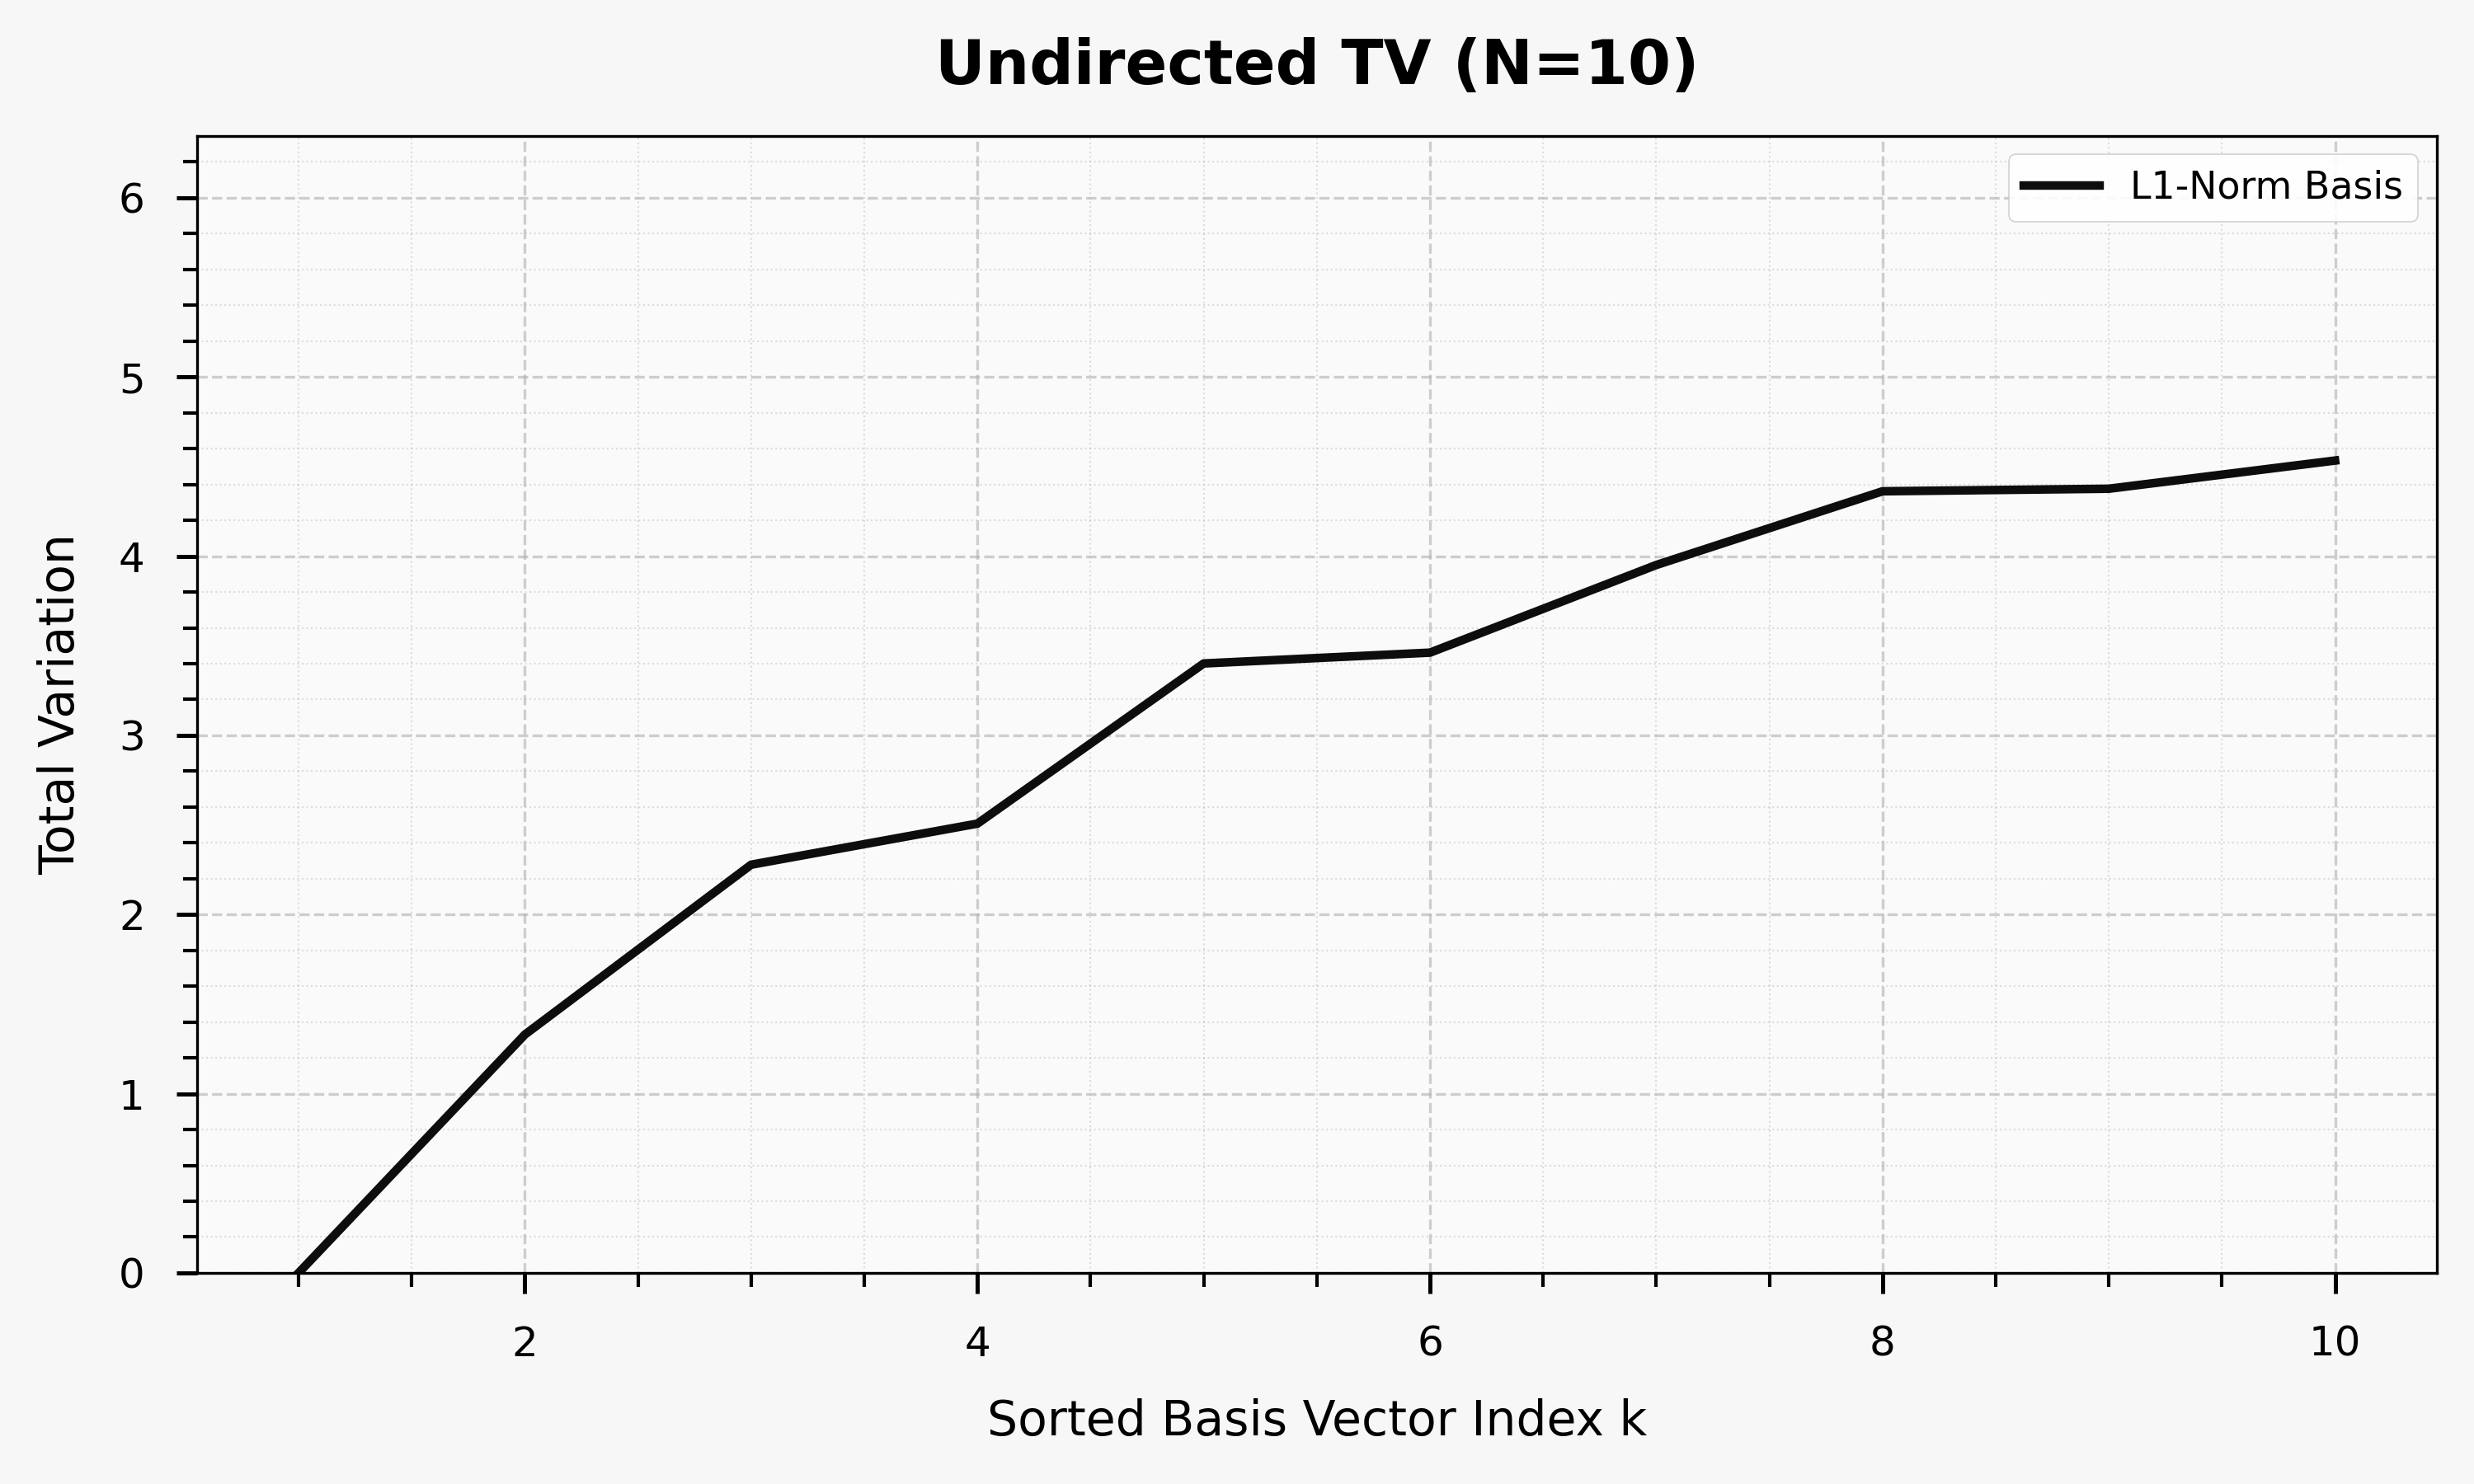 Undirected TV (N=10)
L1-Norm Basis
Total Variation
6
5
4
3
2
1
0
2 4 6 8 10
Sorted Basis Vector Index k